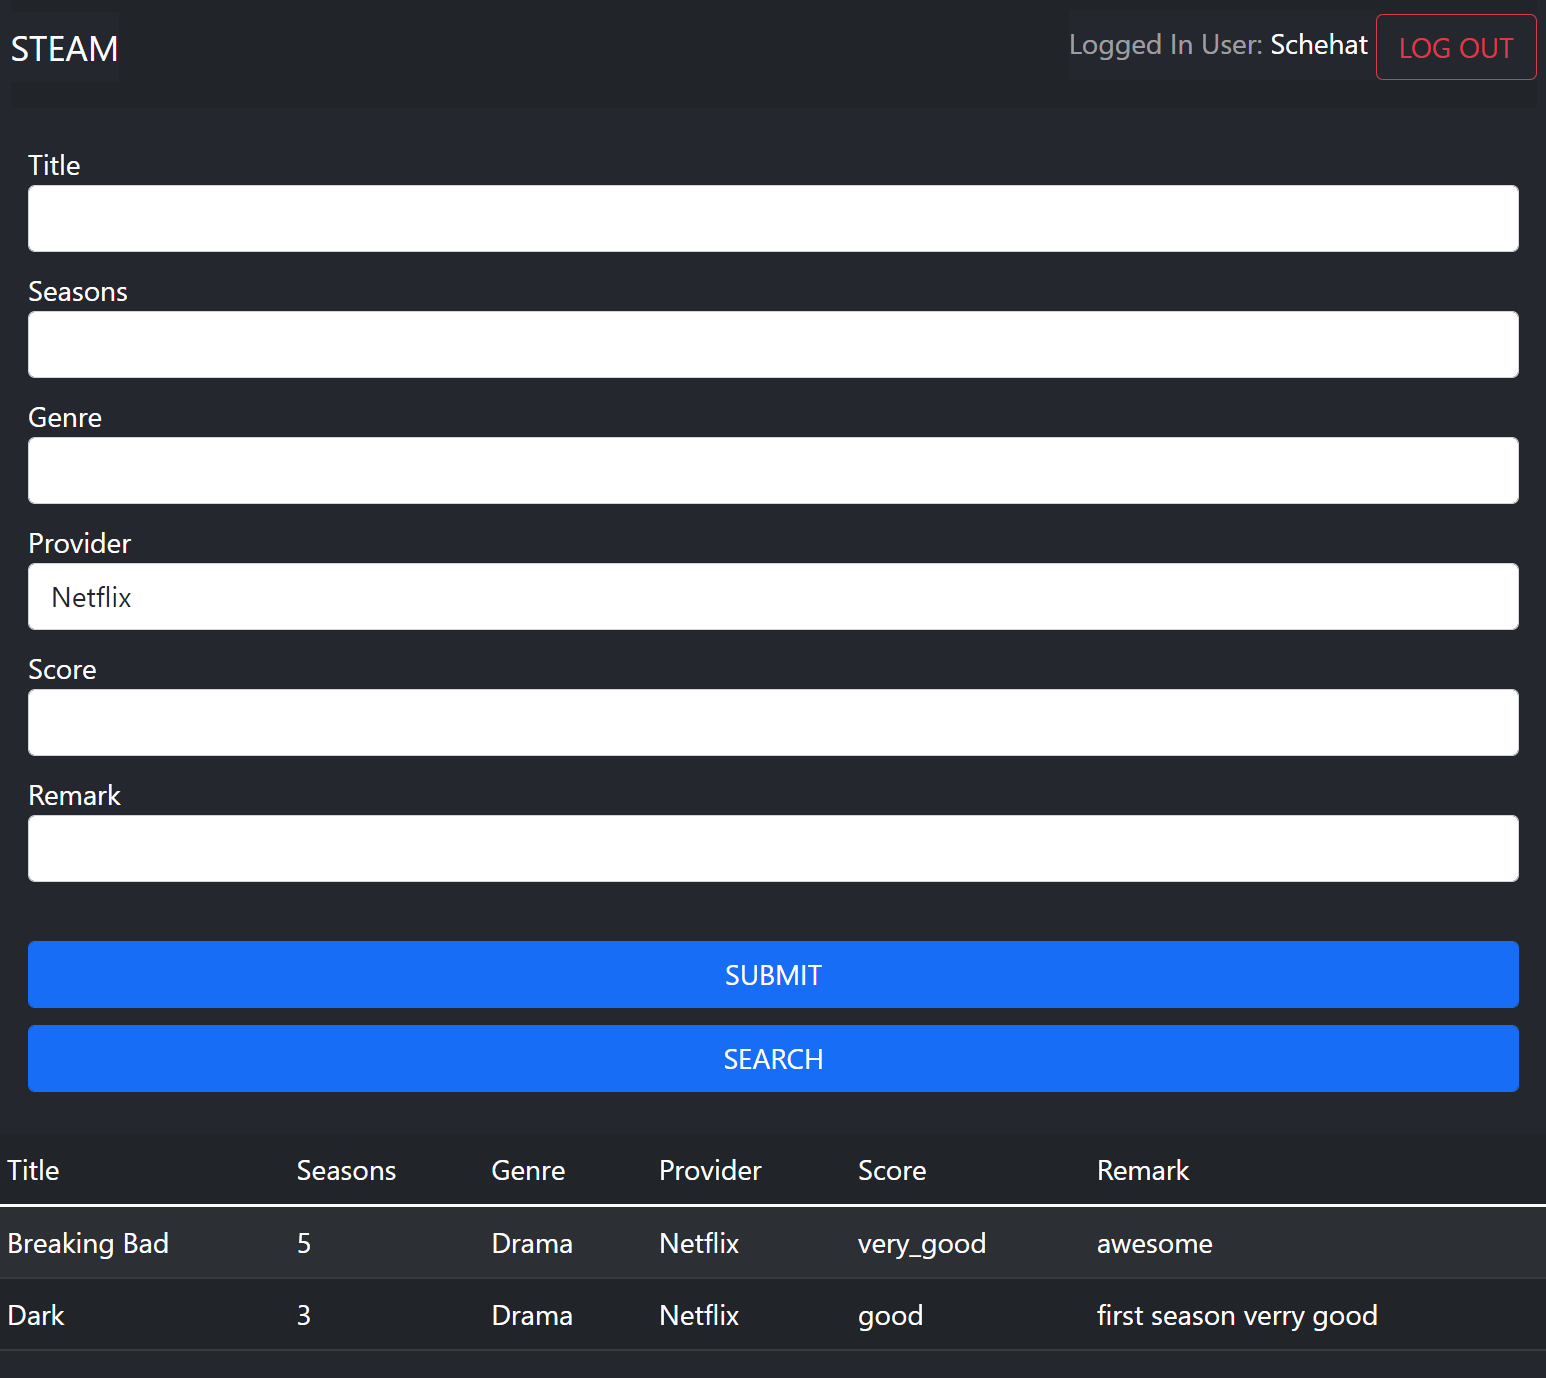 STEAM
Logged In User: Schehat LOG OUT
Title
Seasons
Genre
Provider
Netflix
Score
Remark
SUBMIT
SEARCH
Title Seasons Genre Provider Score Remark
Breaking Bad 5 Drama Netflix very_good awesome
Dark 3 Drama Netflix good first season verry good